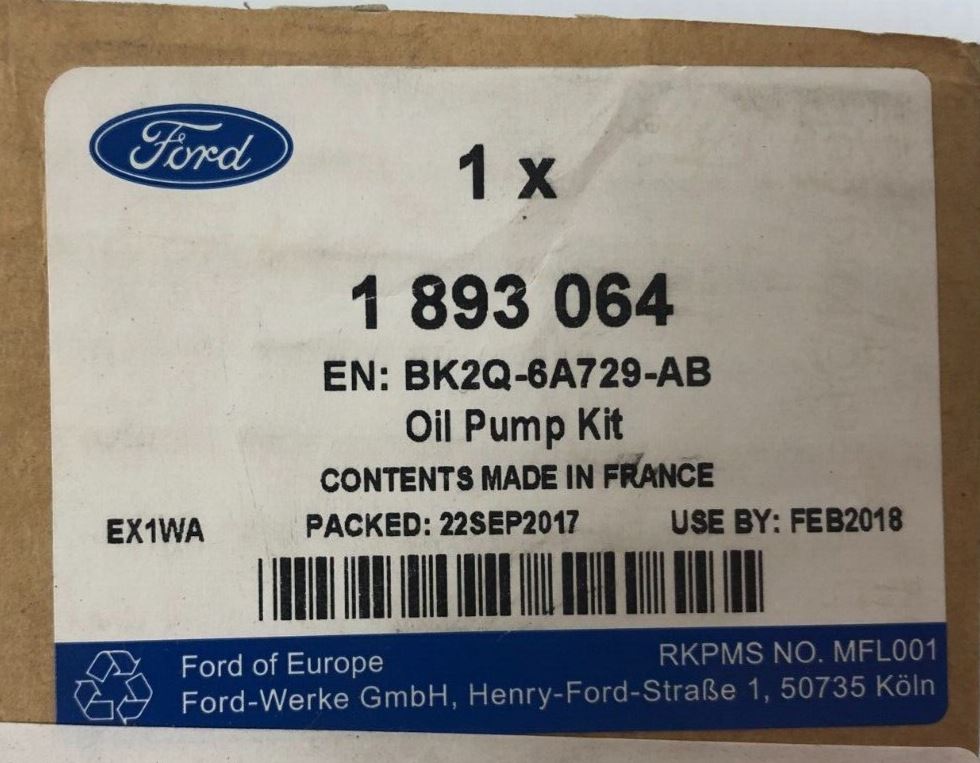 Ford
1 x
1 893 064
EN: BK2Q-6A729-AB
Oil Pump Kit
CONTENTS MADE IN FRANCE
EX1WA PACKED: 22SEP2017 USE BY: FEB2018
Ford of Europe RKPMS NO. MFL001
Ford-Werke GmbH, Henry-Ford-Straße 1, 50735 Köln